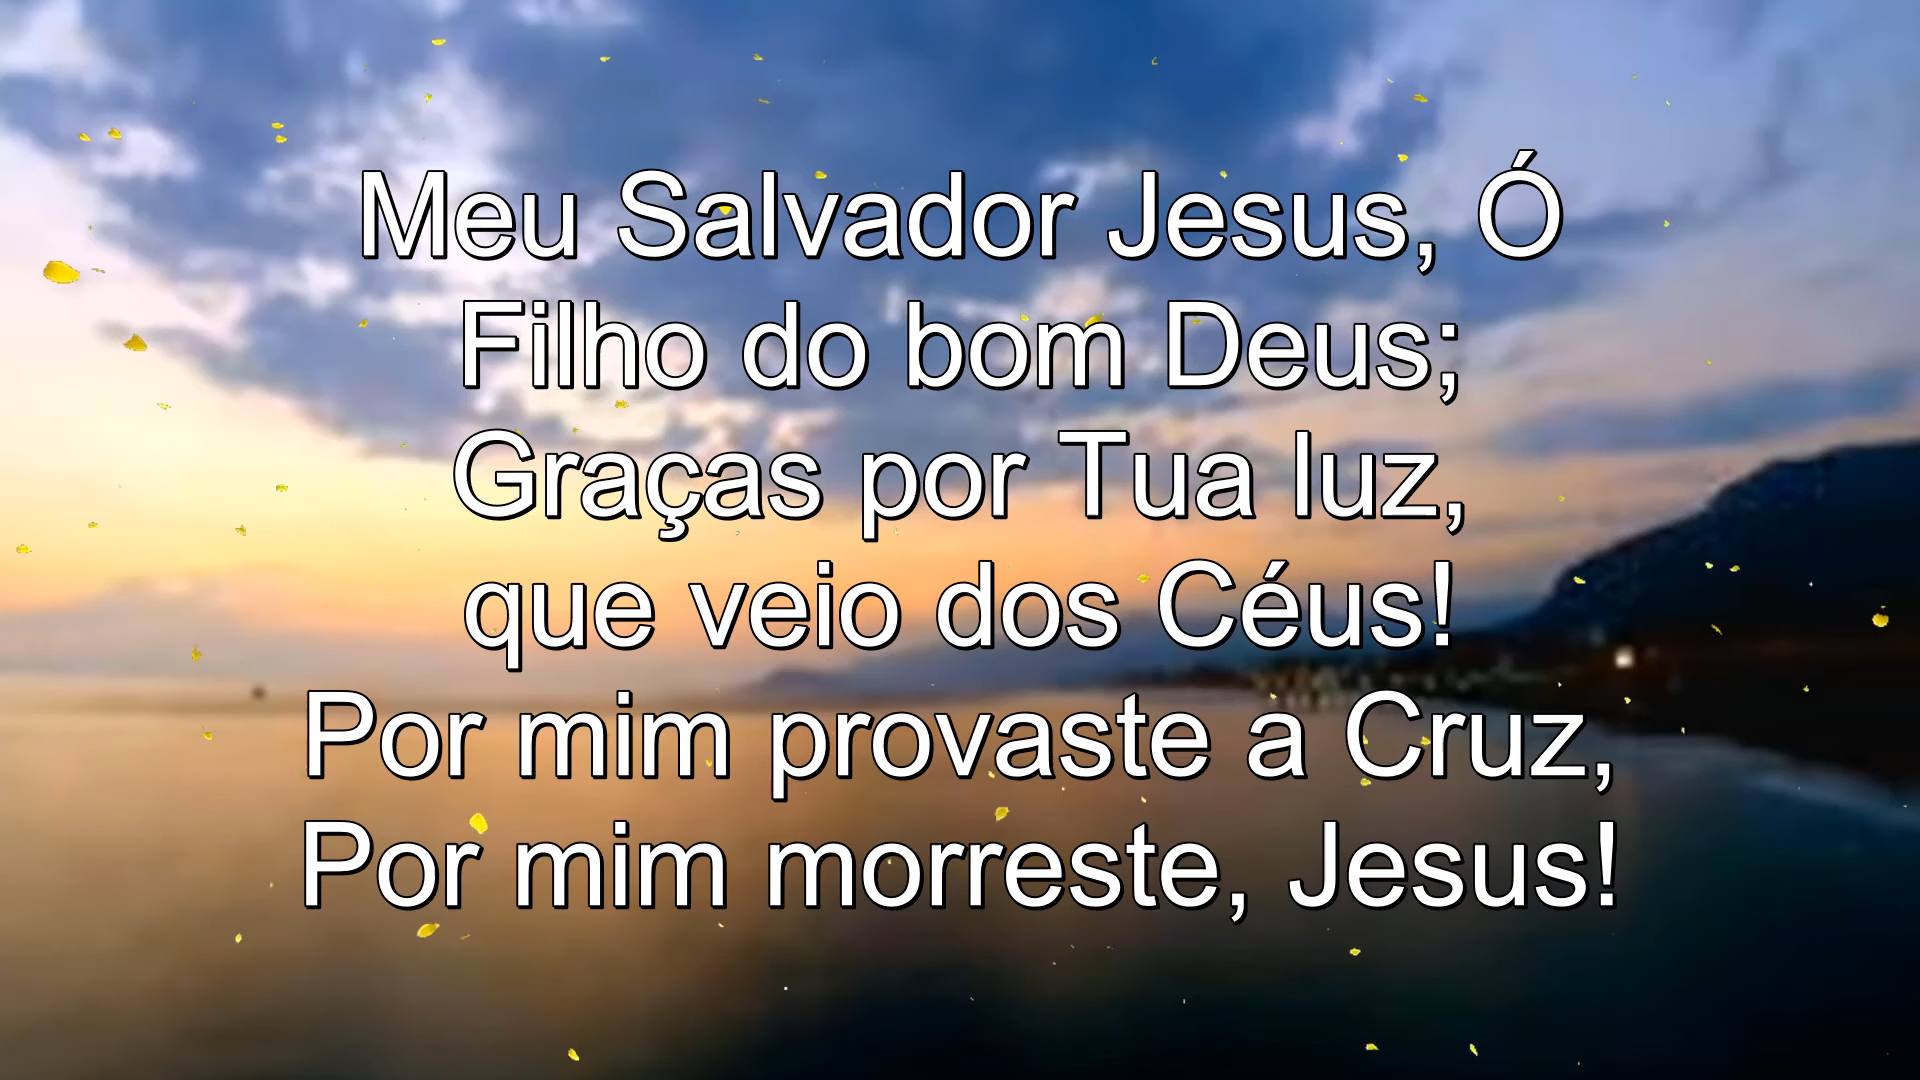 Meu Salvador Jesus, Ó
Filho do bom Deus;
Graças por Tua luz,
que veio dos Céus!
Por mim provaste a Cruz,
Por mim morreste, Jesus!